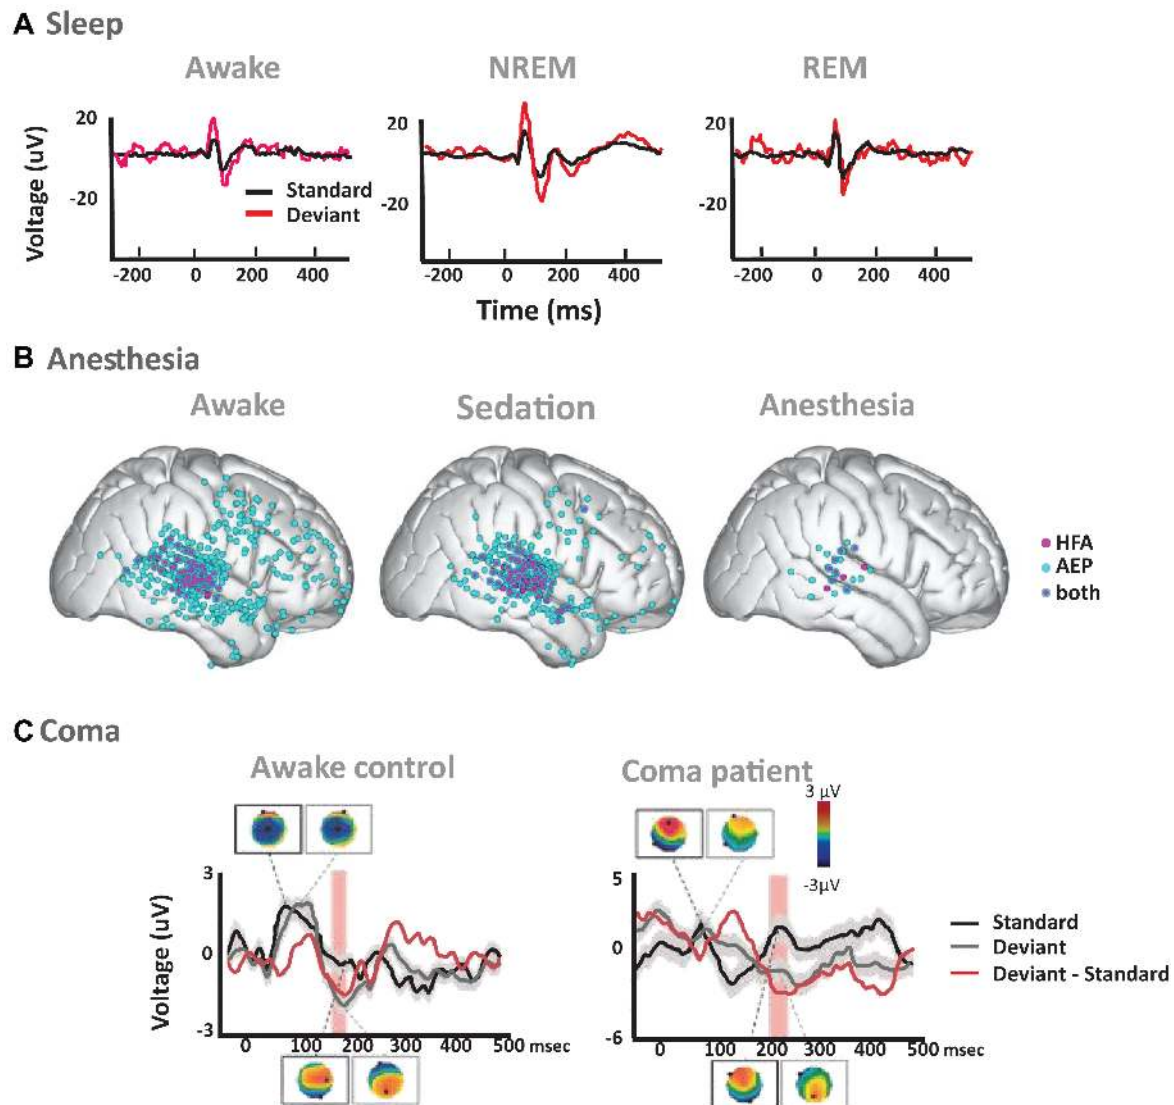 A Sleep
Awake
NREM
REM
Voltage (uV)
20
-20
Standard
Deviant
-200 0 200 400
20
-20
-200 0 200 400
20
-20
-200 0 200 400
Time (ms)
B Anesthesia
Awake
Sedation
Anesthesia
HFA
AEP
both
C Coma
Awake control
Coma patient
3 µV
-3µV
Voltage (uV)
3
0
-3
0 100 200 300 400 500 msec
5
0
-6
0 100 200 300 400 500 msec
Standard
Deviant
Deviant - Standard